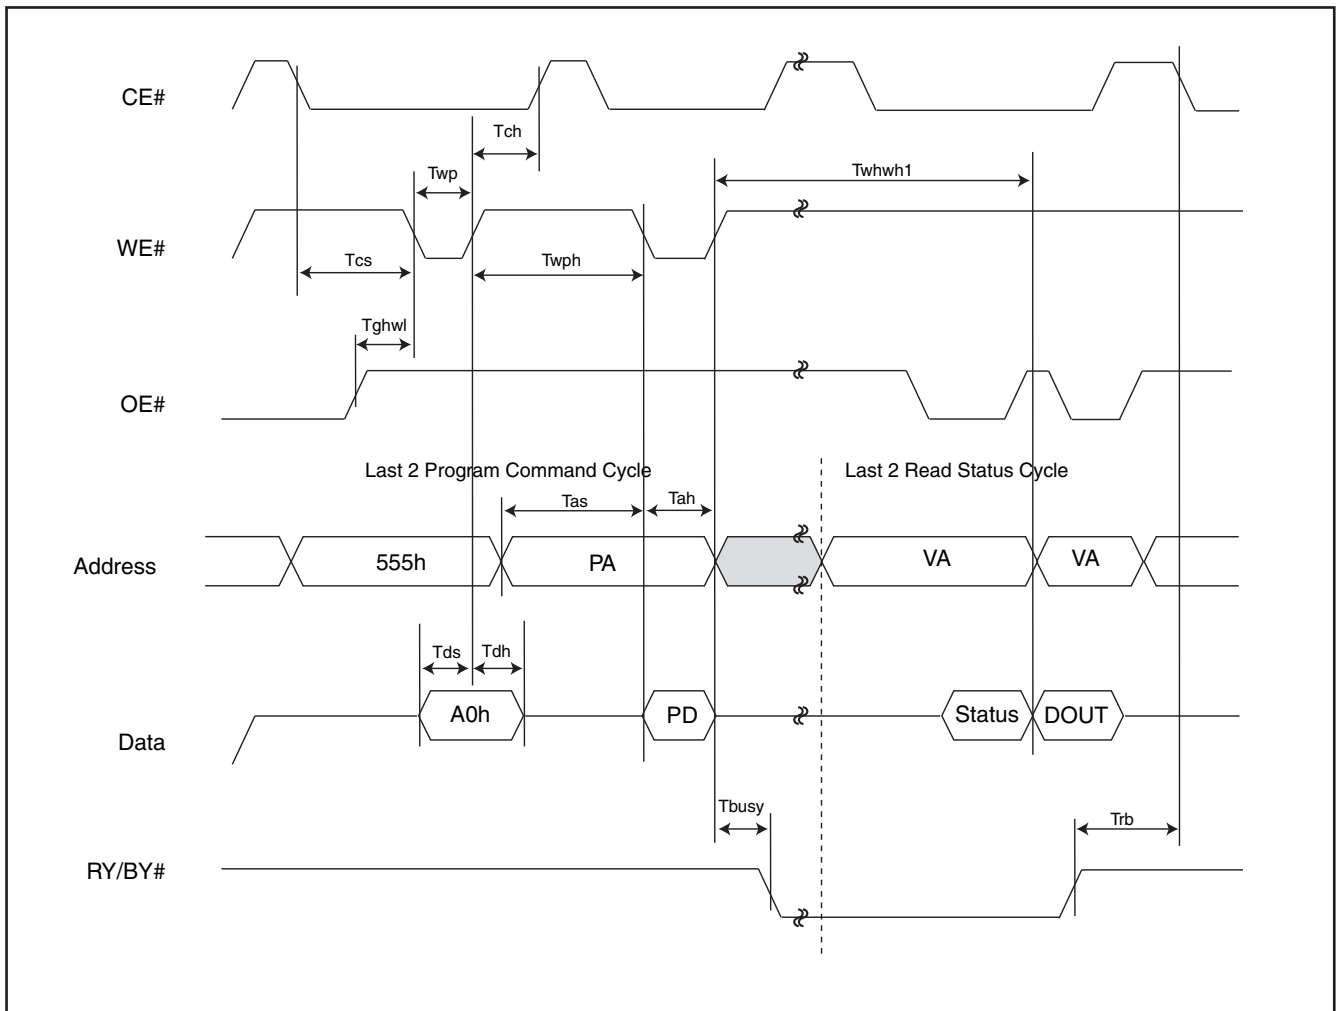 CE#
Tch
Twp
Twhwh1
WE#
Tcs
Twph
Tghwl
OE#
Last 2 Program Command Cycle
Last 2 Read Status Cycle
Tas
Tah
Address
555h
PA
VA
VA
Tds
Tdh
Data
A0h
PD
Status
DOUT
Tbusy
Trb
RY/BY#